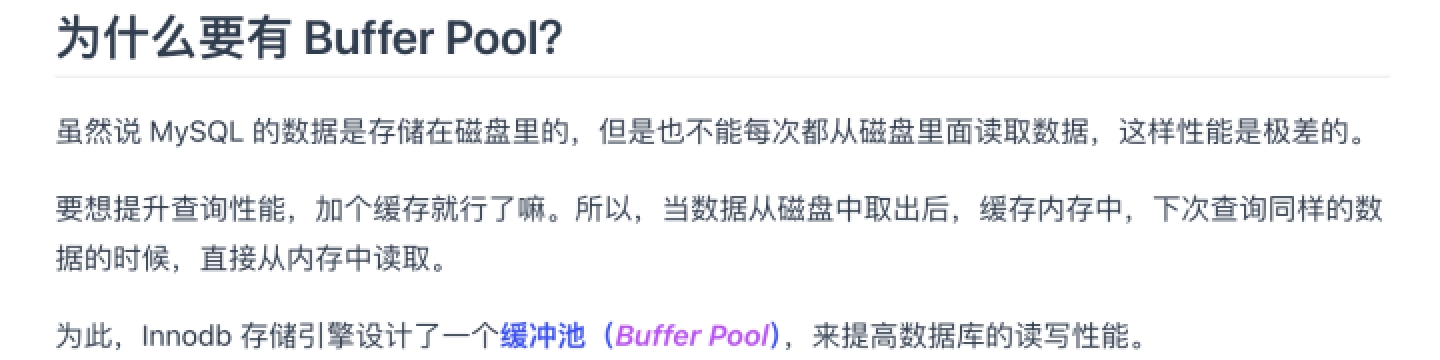 为什么要有 Buffer Pool?
虽然说 MySQL 的数据是存储在磁盘里的，但是也不能每次都从磁盘里面读取数据，这样性能是极差的。
要想提升查询性能，加个缓存就行了嘛。所以，当数据从磁盘中取出后，缓存内存中，下次查询同样的数
据的时候，直接从内存中读取。
为此，Innodb 存储引擎设计了一个缓冲池（Buffer Pool），来提高数据库的读写性能。